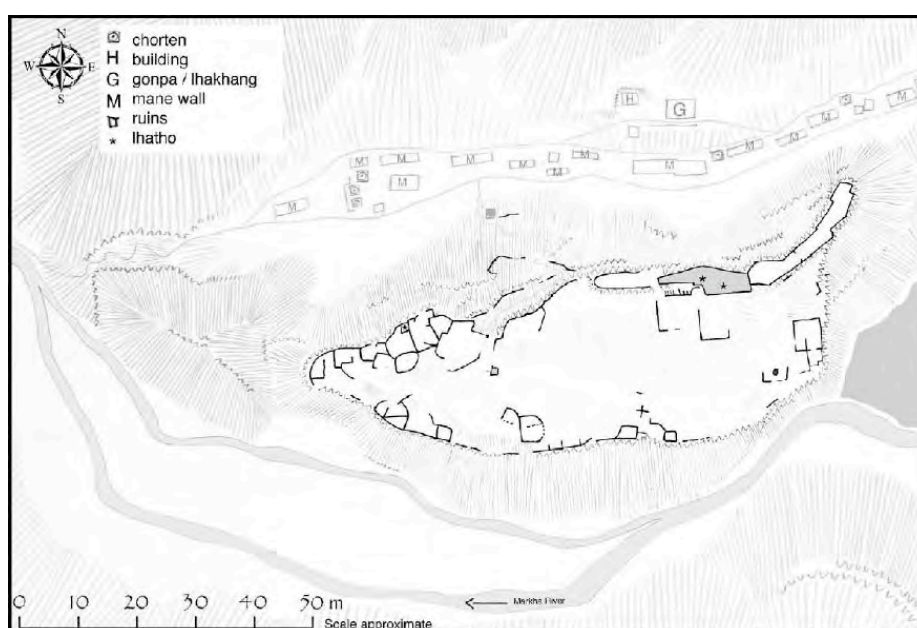 N
W E
S
chorten
H building
G gonpa / lhakhang
M mane wall
ruins
* lhatho
M
H
G
M
M
M
M
M
M
M
M
M
M
M
M
Markha River
0 10 20 30 40 50 m
Scale approximate